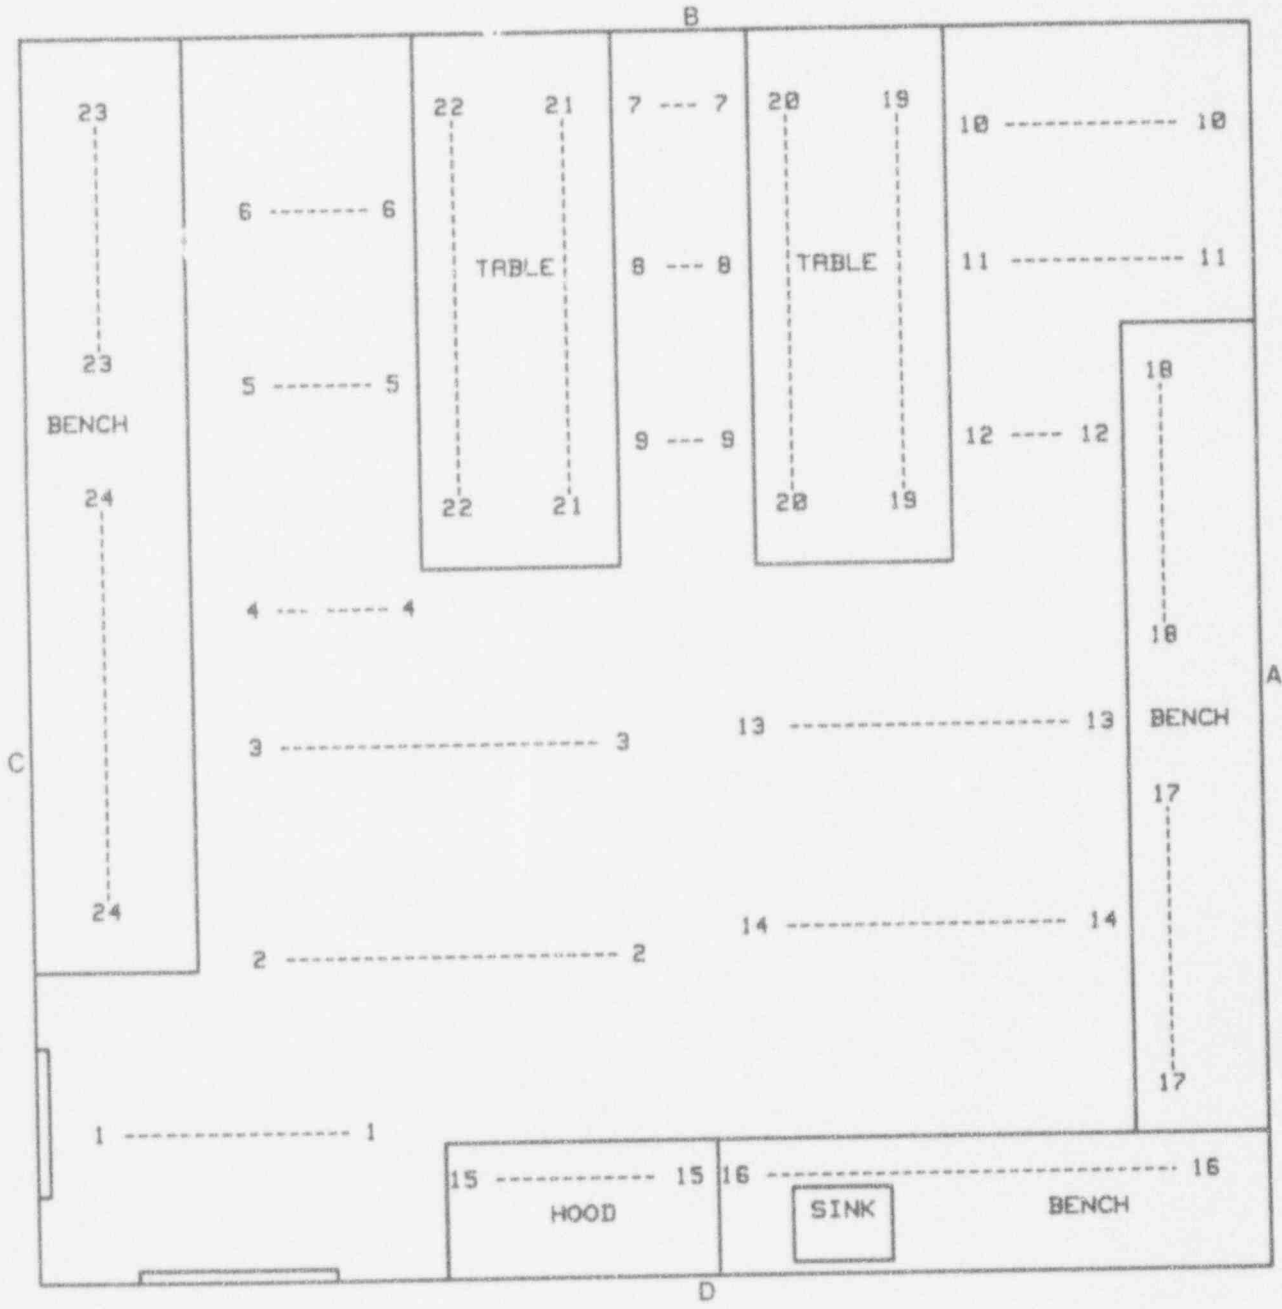 B
23
22 21 7 --- 7 20 19 10 ---------------- 10
6 --------- 6
TABLE 8 --- 8 TABLE 11 ---------------- 11
23
5 --------- 5
18
BENCH
9 --- 9 12 ----- 12
24
22 21 20 19
4 -- ------ 4
18
A
3 ------------------------------ 3 13 -------------------------- 13 BENCH
C
17
24
2 ------------------------------- 2 14 -------------------------- 14
17
1 --------------------- 1
15 --------------- 15 16 -------------------------------------- 16
HOOD SINK BENCH
D